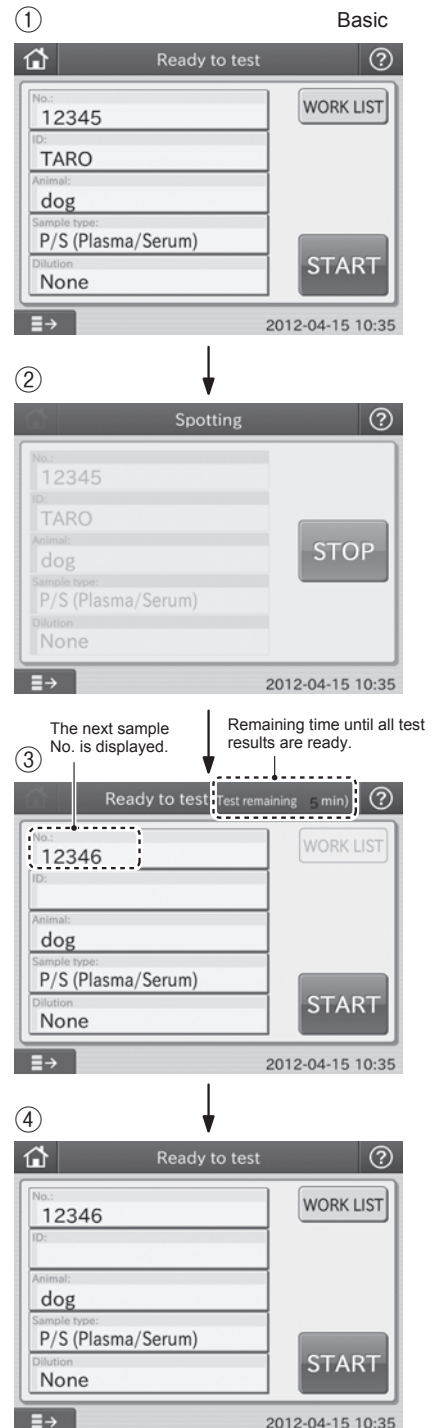 ① Basic
Ready to test ?
No.:
12345
WORK LIST
ID:
TARO
Animal:
dog
Sample type:
P/S (Plasma/Serum)
START
Dilution
None
2012-04-15 10:35
②
Spotting ?
No.:
12345
ID:
TARO
Animal:
dog
STOP
Sample type:
P/S (Plasma/Serum)
Dilution
None
2012-04-15 10:35
The next sample
No. is displayed.
Remaining time until all test
results are ready.
③
Ready to test Test remaining 5 min) ?
No.:
12346
WORK LIST
ID:
Animal:
dog
Sample type:
P/S (Plasma/Serum)
START
Dilution
None
2012-04-15 10:35
④
Ready to test ?
No.:
12346
WORK LIST
ID:
Animal:
dog
Sample type:
P/S (Plasma/Serum)
START
Dilution
None
2012-04-15 10:35